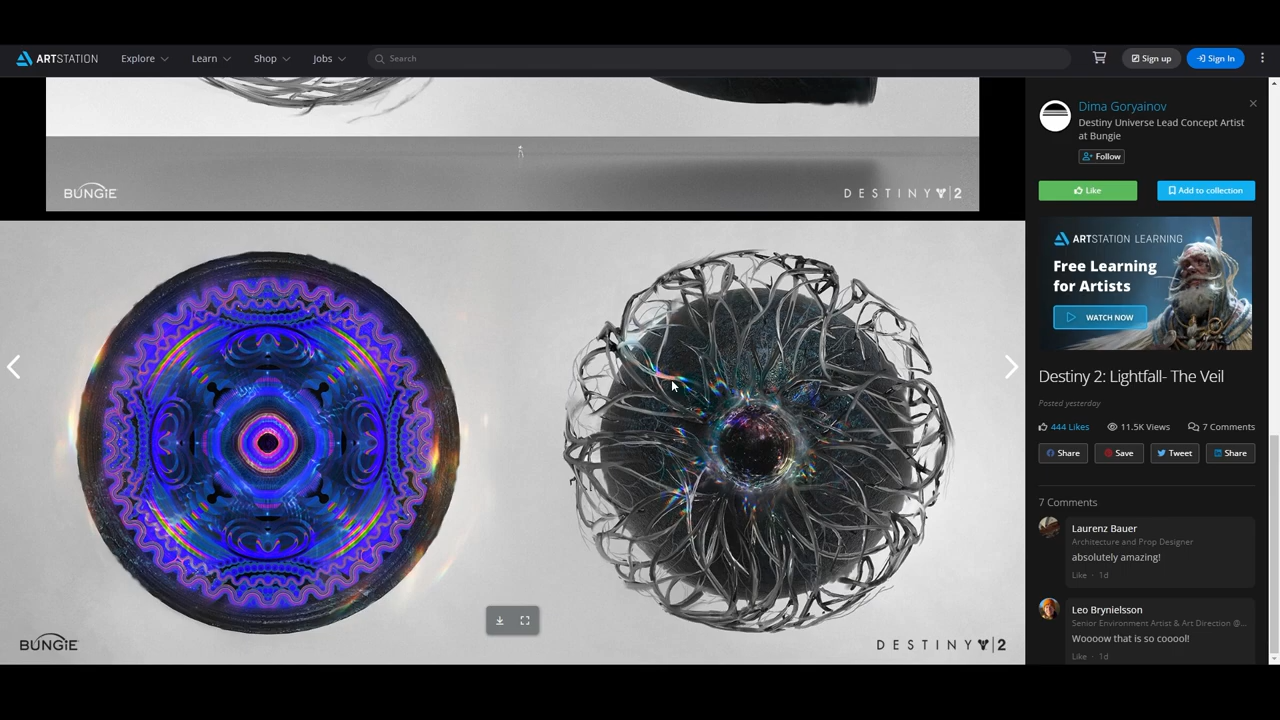 ARTSTATION
Explore
Learn
Shop
Jobs
Search
Sign up
Sign In
BUNGiE
DESTINY 2
BUNGiE
DESTINY 2
Dima Goryainov
Destiny Universe Lead Concept Artist
at Bungie
Follow
Like
Add to collection
ARTSTATION LEARNING
Free Learning
for Artists
WATCH NOW
Destiny 2: Lightfall- The Veil
Posted yesterday
444 Likes
11.5K Views
7 Comments
Share
Save
Tweet
Share
7 Comments
Laurenz Bauer
Architecture and Prop Designer
absolutely amazing!
Like · 1d
Leo Brynielsson
Senior Environment Artist & Art Direction @...
Woooow that is so cooool!
Like · 1d